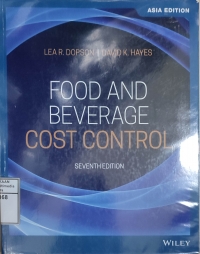 ASIA EDITION
LEA R. DOPSON DAVID K. HAYES
FOOD AND
BEVERAGE
COST CONTROL
SEVENTH EDITION
WILEY